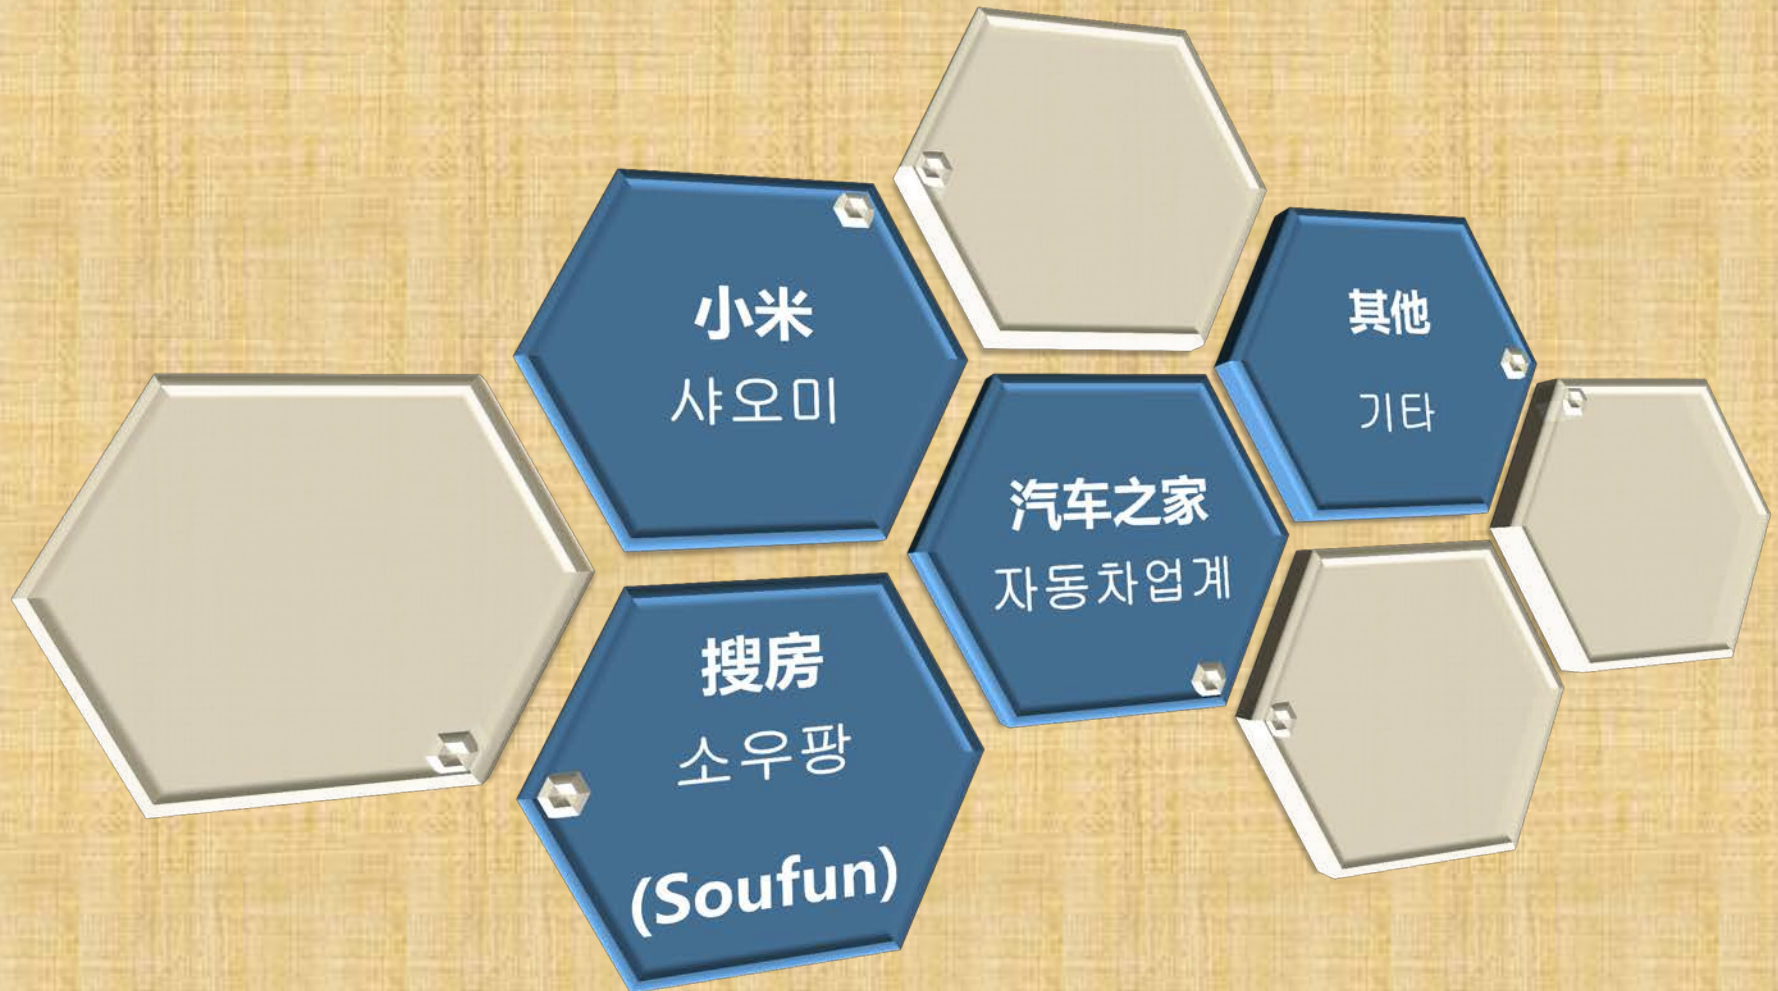 小米
샤오미
其他
기타
汽车之家
자동차업계
搜房
소우팡
(Soufun)